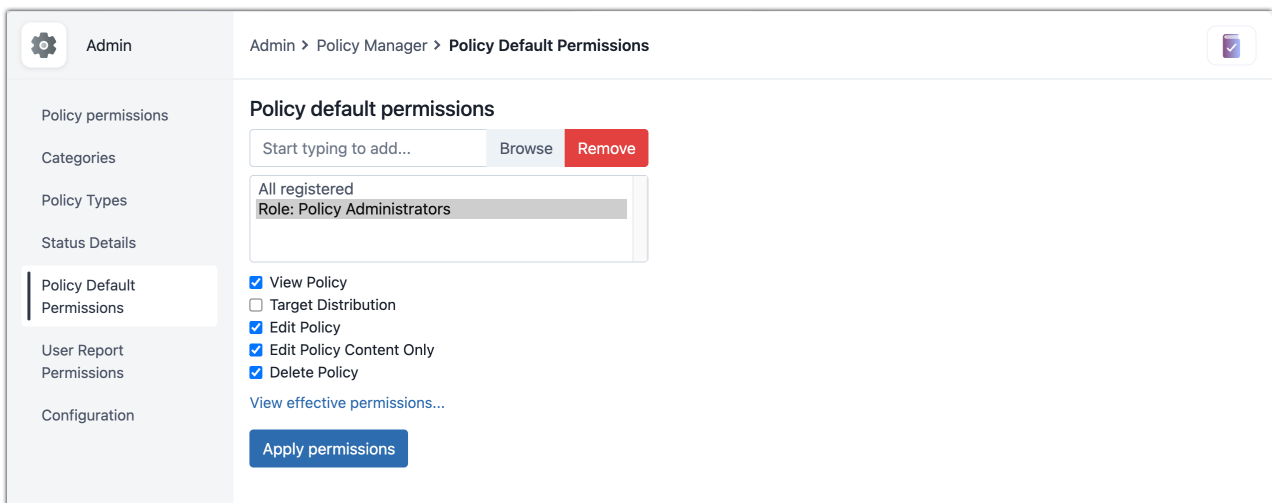 Admin
Admin > Policy Manager > Policy Default Permissions
Policy permissions
Categories
Policy Types
Status Details
Policy Default
Permissions
User Report
Permissions
Configuration
Policy default permissions
Start typing to add...
Browse
Remove
All registered
Role: Policy Administrators
View Policy
Target Distribution
Edit Policy
Edit Policy Content Only
Delete Policy
View effective permissions...
Apply permissions